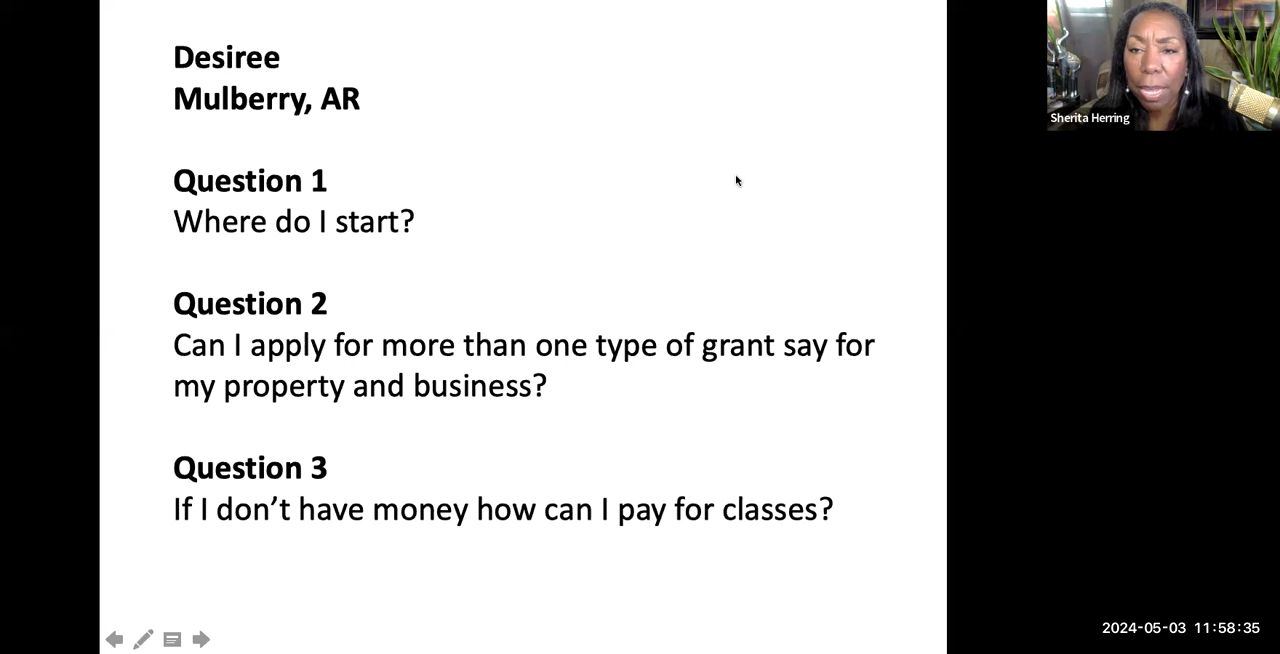 Desiree
Mulberry, AR
Question 1
Where do I start?
Question 2
Can I apply for more than one type of grant say for
my property and business?
Question 3
If I don’t have money how can I pay for classes?
Sherita Herring
2024-05-03 11:58:35